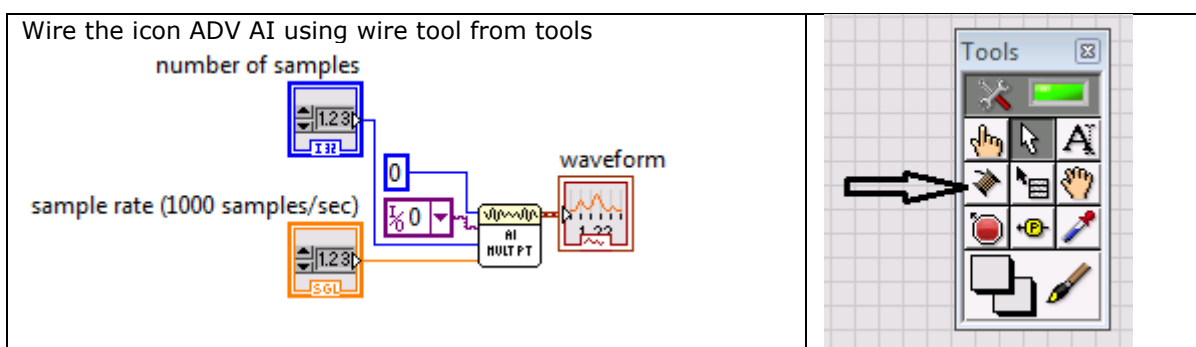 Wire the icon ADV AI using wire tool from tools
number of samples
1.23
I32
0
waveform
sample rate (1000 samples/sec)
I/O 0
AI
MULT PT
1.23
1.23
SGL
Tools
A
P